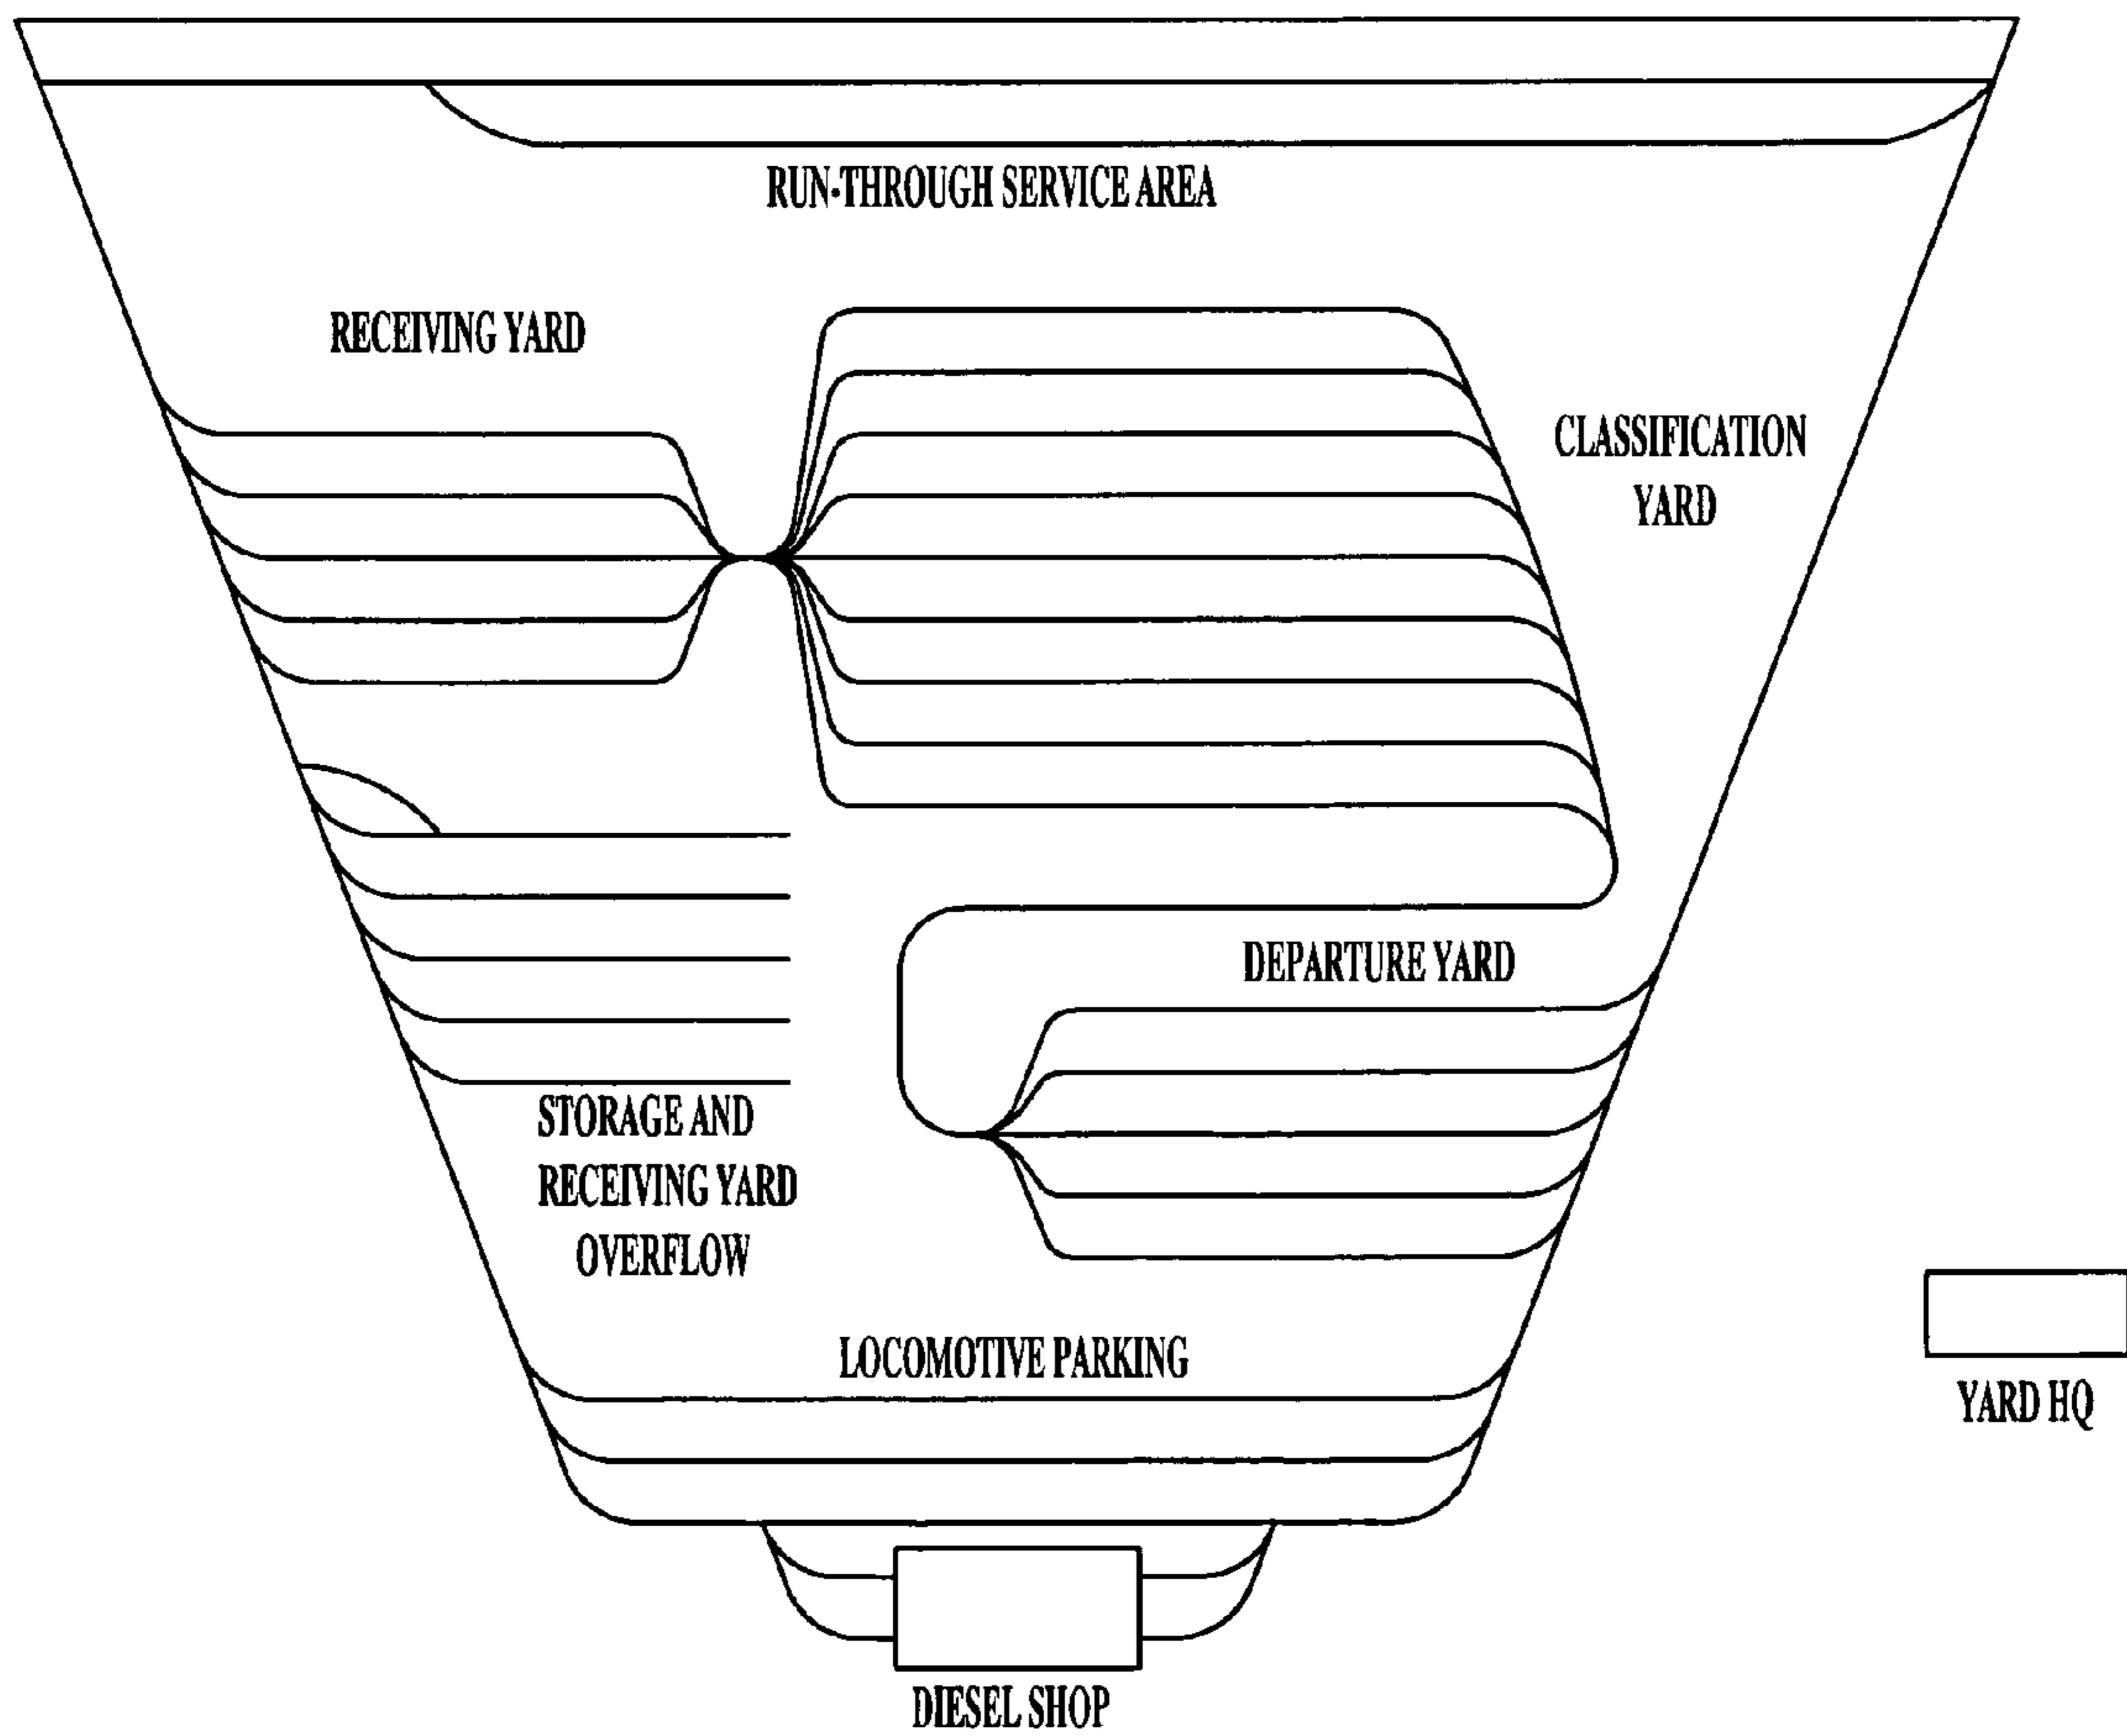 RUN-THROUGH SERVICE AREA
RECEIVING YARD
CLASSIFICATION
YARD
DEPARTURE YARD
STORAGE AND
RECEIVING YARD
OVERFLOW
LOCOMOTIVE PARKING
YARD HQ
DIESEL SHOP